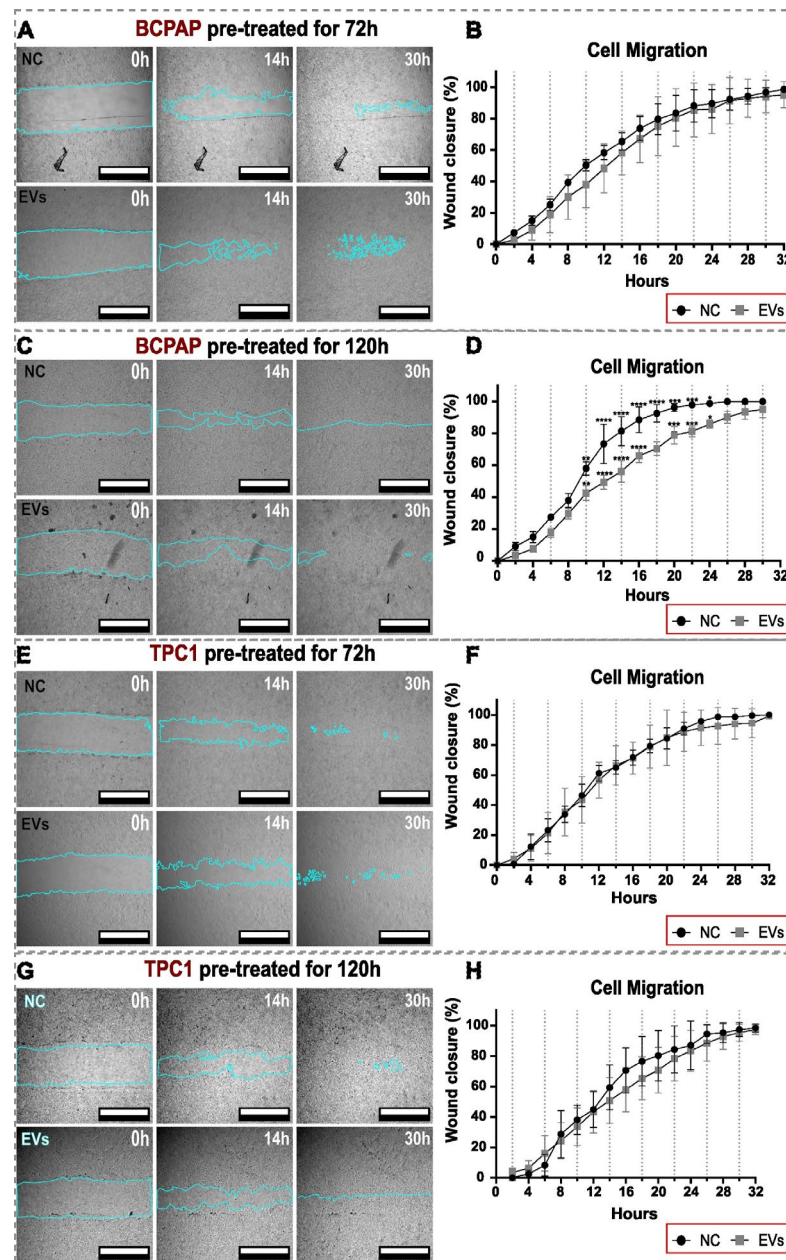 A
BCPAP pre-treated for 72h
NC
0h
14h
30h
EVs
0h
14h
30h
B
Cell Migration
Wound closure (%)
100
80
60
40
20
0
0 4 8 12 16 20 24 28 32
Hours
NC EVs
C
BCPAP pre-treated for 120h
NC
0h
14h
30h
EVs
0h
14h
30h
D
Cell Migration
Wound closure (%)
100
80
60
40
20
0
**** **** **** **** *** *** *
** **** **** **** **** *** *** *
0 4 8 12 16 20 24 28 32
Hours
NC EVs
E
TPC1 pre-treated for 72h
NC
0h
14h
30h
EVs
0h
14h
30h
F
Cell Migration
Wound closure (%)
100
80
60
40
20
0
0 4 8 12 16 20 24 28 32
Hours
NC EVs
G
TPC1 pre-treated for 120h
NC
0h
14h
30h
EVs
0h
14h
30h
H
Cell Migration
Wound closure (%)
100
80
60
40
20
0
0 4 8 12 16 20 24 28 32
Hours
NC EVs